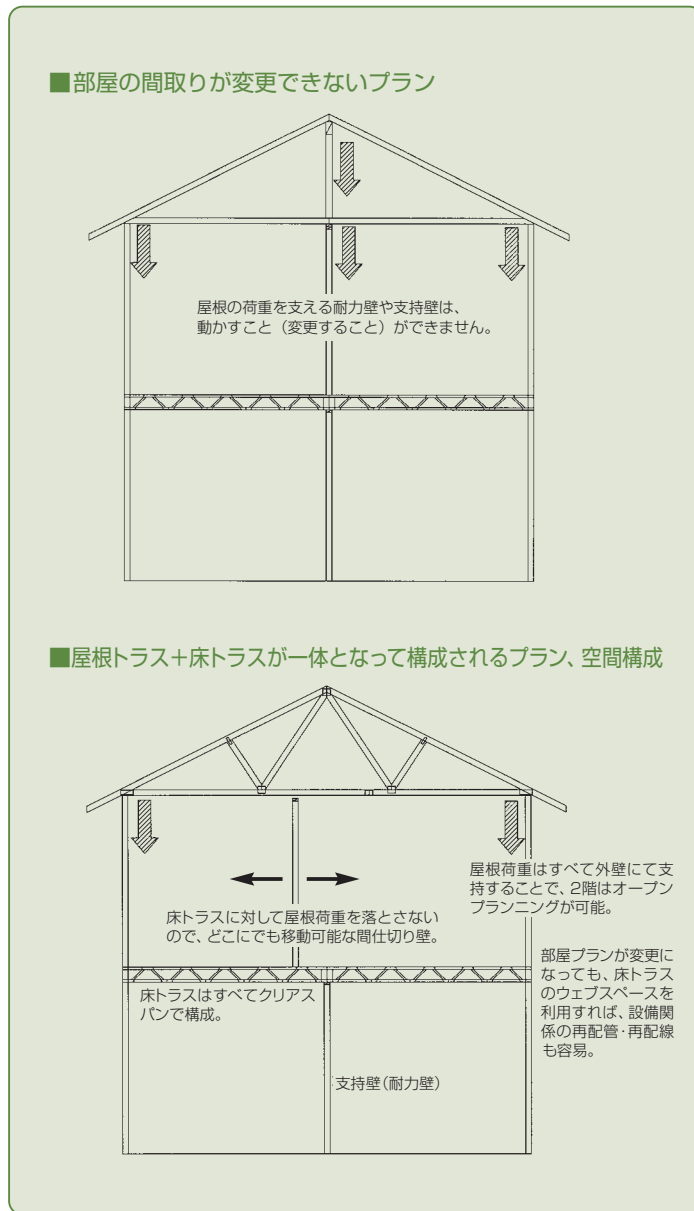 ■部屋の間取りが変更できないプラン
屋根の荷重を支える耐力壁や支持壁は、
動かすこと（変更すること）ができません。
■屋根トラス＋床トラスが一体となって構成されるプラン、空間構成
屋根荷重はすべて外壁にて支
持することで、2階はオープン
プランニングが可能。
床トラスに対して屋根荷重を落とさない
ので、どこにでも移動可能な間仕切り壁。
部屋プランが変更に
なっても、床トラス
のウェブスペースを
利用すれば、設備関
係の再配管・再配線
も容易。
床トラスはすべてクリアス
パンで構成。
支持壁（耐力壁）